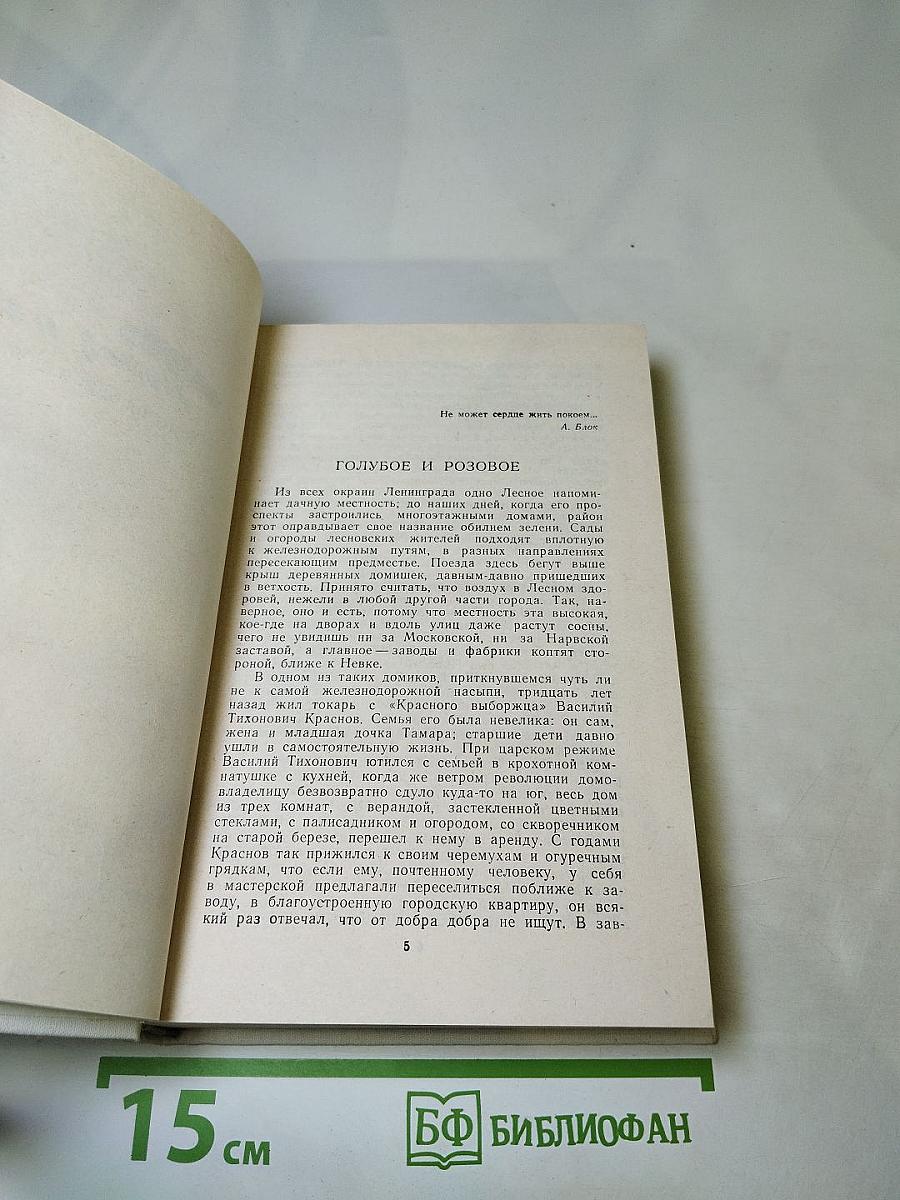 Не может сердце жить покоем...
А. Блок
ГОЛУБОЕ И РОЗОВОЕ
Из всех окраин Ленинграда одно Лесное напоми-
нает дачную местность; до наших дней, когда его про-
спекты застроились многоэтажными домами, район
этот оправдывает свое название обилием зелени. Сады
и огороды лесновских жителей подходят вплотную
к железнодорожным путям, в разных направлениях
пересекающим предместье. Поезда здесь бегут выше
крыш деревянных домишек, давным-давно пришедших
в ветхость. Принято считать, что воздух в Лесном здо-
ровей, нежели в любой другой части города. Так, на-
верное, оно и есть, потому что местность эта высокая,
кое-где на дворах и вдоль улиц даже растут сосны,
чего не увидишь ни за Московской, ни за Нарвской
заставой, а главное — заводы и фабрики коптят сто-
роной, ближе к Невке.
В одном из таких домиков, приткнувшемся чуть ли
не к самой железнодорожной насыпи, тридцать лет
назад жил токарь с «Красного выборжца» Василий
Тихонович Краснов. Семья его была невелика: он сам,
жена и младшая дочка Тамара; старшие дети давно
ушли в самостоятельную жизнь. При царском режиме
Василий Тихонович ютился с семьей в крохотной ком-
натушке с кухней, когда же ветром революции домо-
владелицу безвозвратно сдуло куда-то на юг, весь дом
из трех комнат, с верандой, застекленной цветными
стеклами, с палисадником и огородом, со скворечником
на старой березе, перешел к нему в аренду. С годами
Краснов так прижился к своим черемухам и огуречным
грядкам, что если ему, почтенному человеку, у себя
в мастерской предлагали переселиться поближе к за-
воду, в благоустроенную городскую квартиру, он вся-
кий раз отвечал, что от добра добра не ищут. В зав-
5
15 см
БФ БИБЛИОФАН